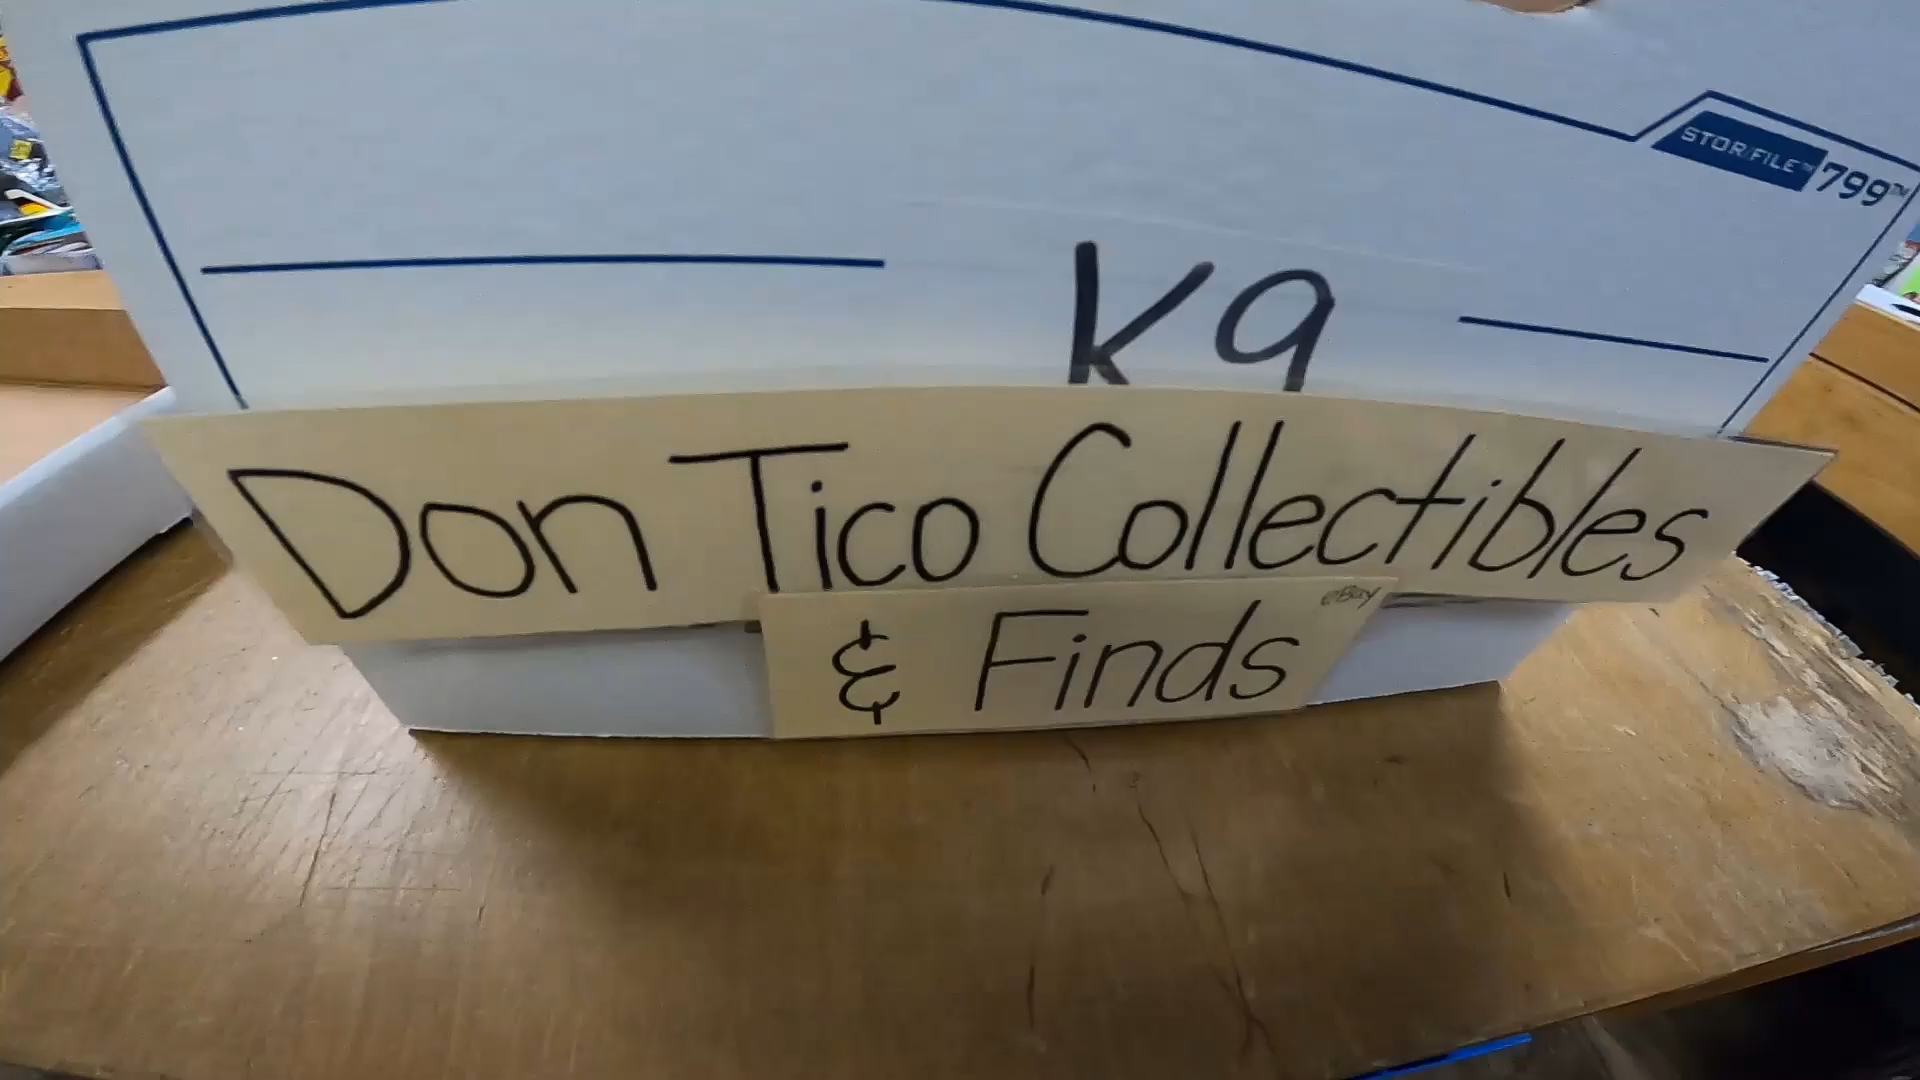 STOR/FILE™ 799™
K9
Don Tico Collectibles
eBay
& Finds